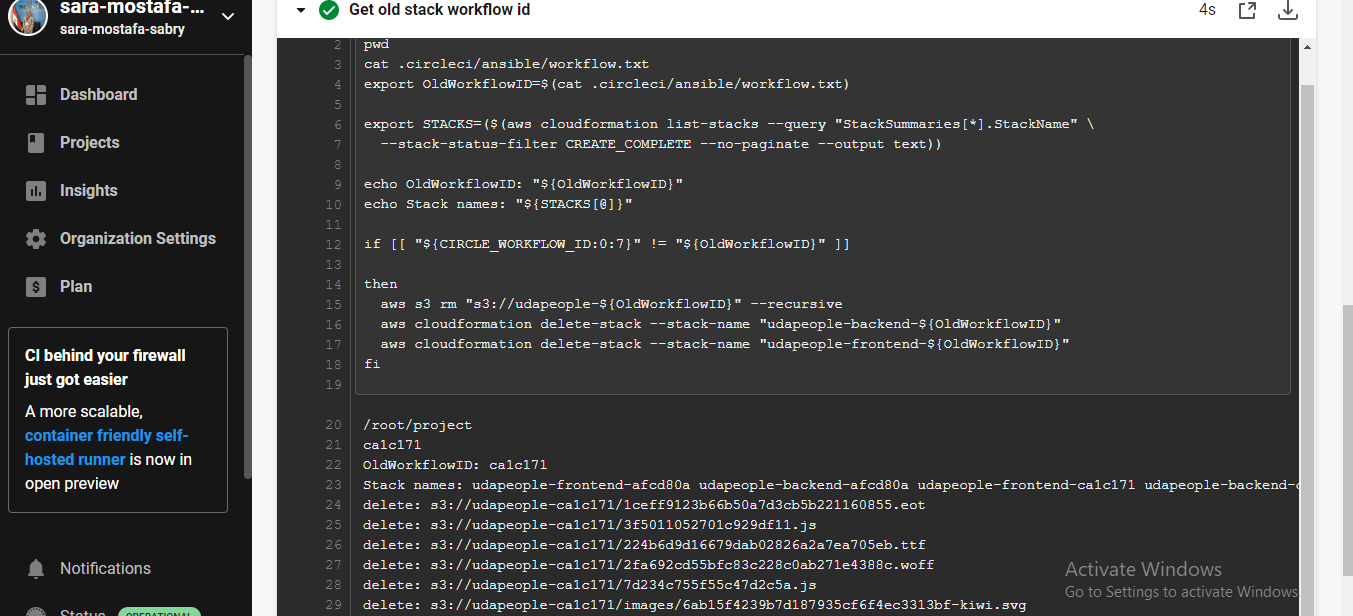 sara-mostafa-...
sara-mostafa-sabry
Dashboard
Projects
Insights
Organization Settings
Plan
CI behind your firewall
just got easier
A more scalable,
container friendly self-
hosted runner is now in
open preview
Notifications
Status OPERATIONAL
Get old stack workflow id
4s
2 pwd
3 cat .circleci/ansible/workflow.txt
4 export OldWorkflowID=$(cat .circleci/ansible/workflow.txt)
5
6 export STACKS=($(aws cloudformation list-stacks --query "StackSummaries[*].StackName" \
7 --stack-status-filter CREATE_COMPLETE --no-paginate --output text))
8
9 echo OldWorkflowID: "${OldWorkflowID}"
10 echo Stack names: "${STACKS[@]}"
11
12 if [[ "${CIRCLE_WORKFLOW_ID:0:7}" != "${OldWorkflowID}" ]]
13
14 then
15 aws s3 rm "s3://udapeople-${OldWorkflowID}" --recursive
16 aws cloudformation delete-stack --stack-name "udapeople-backend-${OldWorkflowID}"
17 aws cloudformation delete-stack --stack-name "udapeople-frontend-${OldWorkflowID}"
18 fi
19
20 /root/project
21 ca1c171
22 OldWorkflowID: ca1c171
23 Stack names: udapeople-frontend-afcd80a udapeople-backend-afcd80a udapeople-frontend-ca1c171 udapeople-backend-c
24 delete: s3://udapeople-ca1c171/1ceff9123b66b50a7d3cb5b221160855.eot
25 delete: s3://udapeople-ca1c171/3f5011052701c929df11.js
26 delete: s3://udapeople-ca1c171/224b6d9d16679dab02826a2a7ea705eb.ttf
27 delete: s3://udapeople-ca1c171/2fa692cd55bfc83c228c0ab271e4388c.woff
28 delete: s3://udapeople-ca1c171/7d234c755f55c47d2c5a.js
29 delete: s3://udapeople-ca1c171/images/6ab15f4239b7d187935cf6f4ec3313bf-kiwi.svg
Activate Windows
Go to Settings to activate Windows